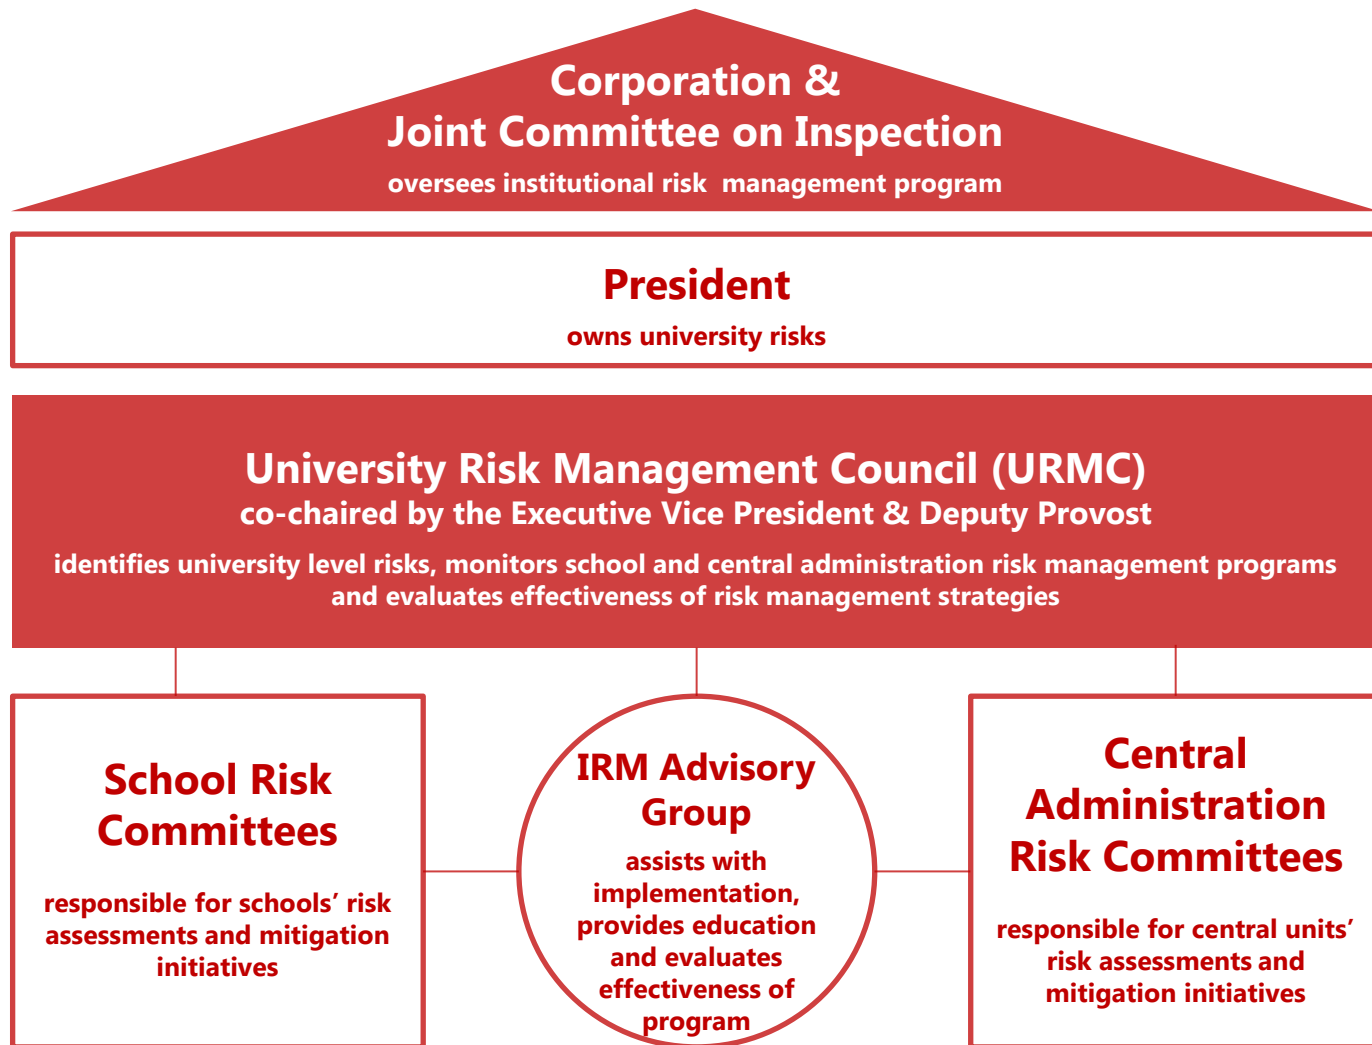 Corporation &
Joint Committee on Inspection
oversees institutional risk management program
President
owns university risks
University Risk Management Council (URMC)
co-chaired by the Executive Vice President & Deputy Provost
identifies university level risks, monitors school and central administration risk management programs
and evaluates effectiveness of risk management strategies
School Risk
Committees
responsible for schools’ risk
assessments and mitigation
initiatives
IRM Advisory
Group
assists with
implementation,
provides education
and evaluates
effectiveness of
program
Central
Administration
Risk Committees
responsible for central units’
risk assessments and
mitigation initiatives